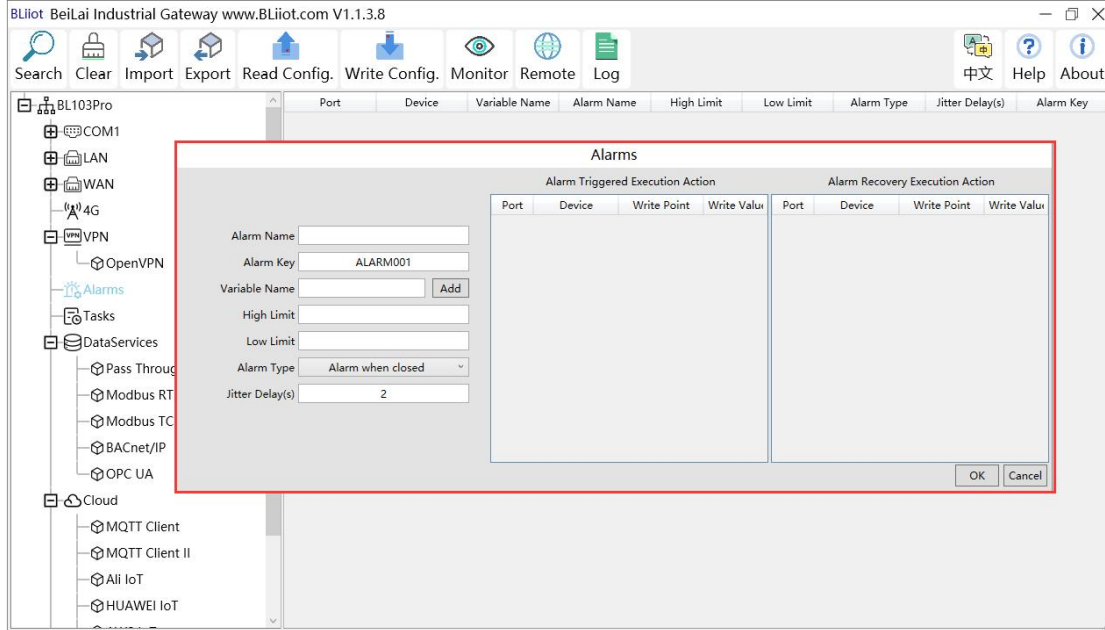 BLiiot BeiLai Industrial Gateway www.BLiiot.com V1.1.3.8
Search Clear Import Export Read Config. Write Config. Monitor Remote Log 中文 Help About
BL103Pro
COM1
LAN
WAN
4G
VPN
OpenVPN
Alarms
Tasks
DataServices
Pass Throug
Modbus RT
Modbus TC
BACnet/IP
OPC UA
Cloud
MQTT Client
MQTT Client II
Ali IoT
HUAWEI IoT
Port Device Variable Name Alarm Name High Limit Low Limit Alarm Type Jitter Delay(s) Alarm Key
Alarms
Alarm Triggered Execution Action Alarm Recovery Execution Action
Port Device Write Point Write Value Port Device Write Point Write Value
Alarm Name
Alarm Key ALARM001
Variable Name Add
High Limit
Low Limit
Alarm Type Alarm when closed
Jitter Delay(s) 2
OK Cancel